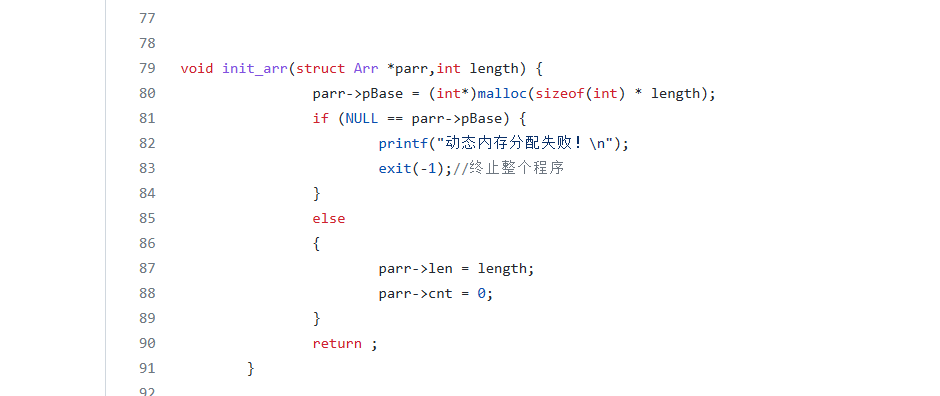 77
78
79 void init_arr(struct Arr *parr,int length) {
80 parr->pBase = (int*)malloc(sizeof(int) * length);
81 if (NULL == parr->pBase) {
82 printf("动态内存分配失败！\n");
83 exit(-1);//终止整个程序
84 }
85 else
86 {
87 parr->len = length;
88 parr->cnt = 0;
89 }
90 return ;
91 }
92